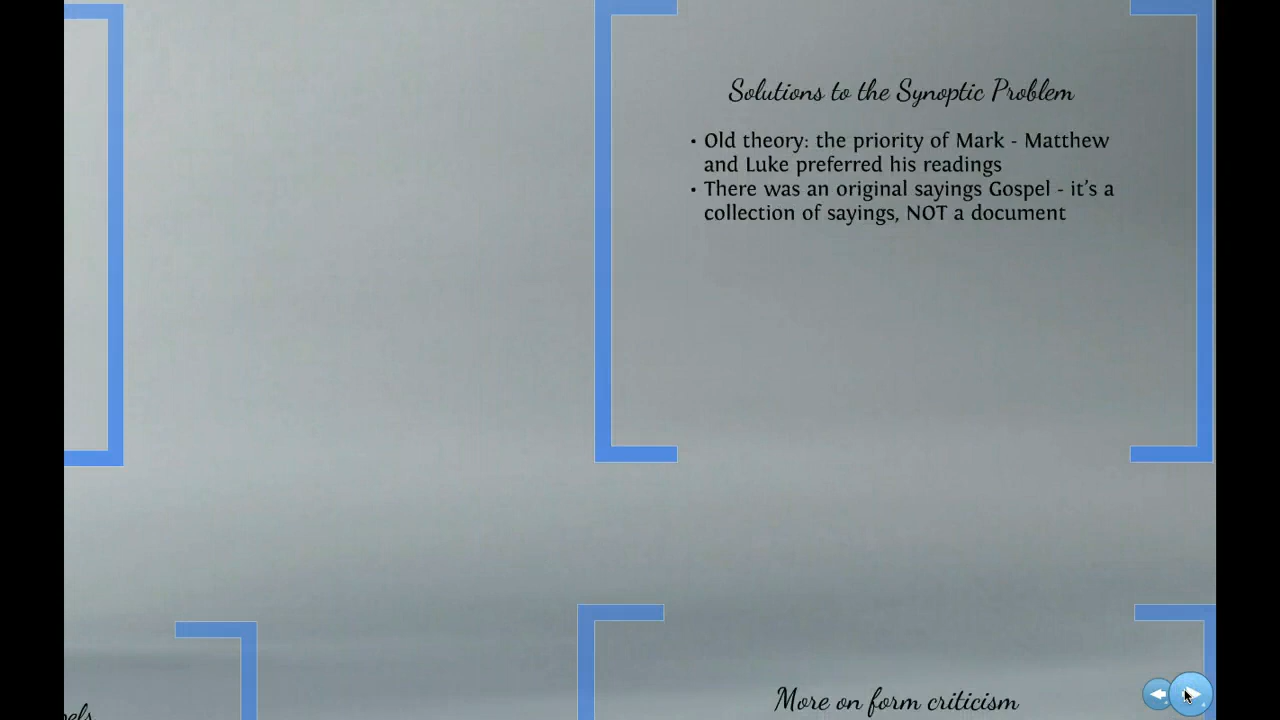 Solutions to the Synoptic Problem
• Old theory: the priority of Mark - Matthew
and Luke preferred his readings
• There was an original sayings Gospel - it's a
collection of sayings, NOT a document
More on form criticism